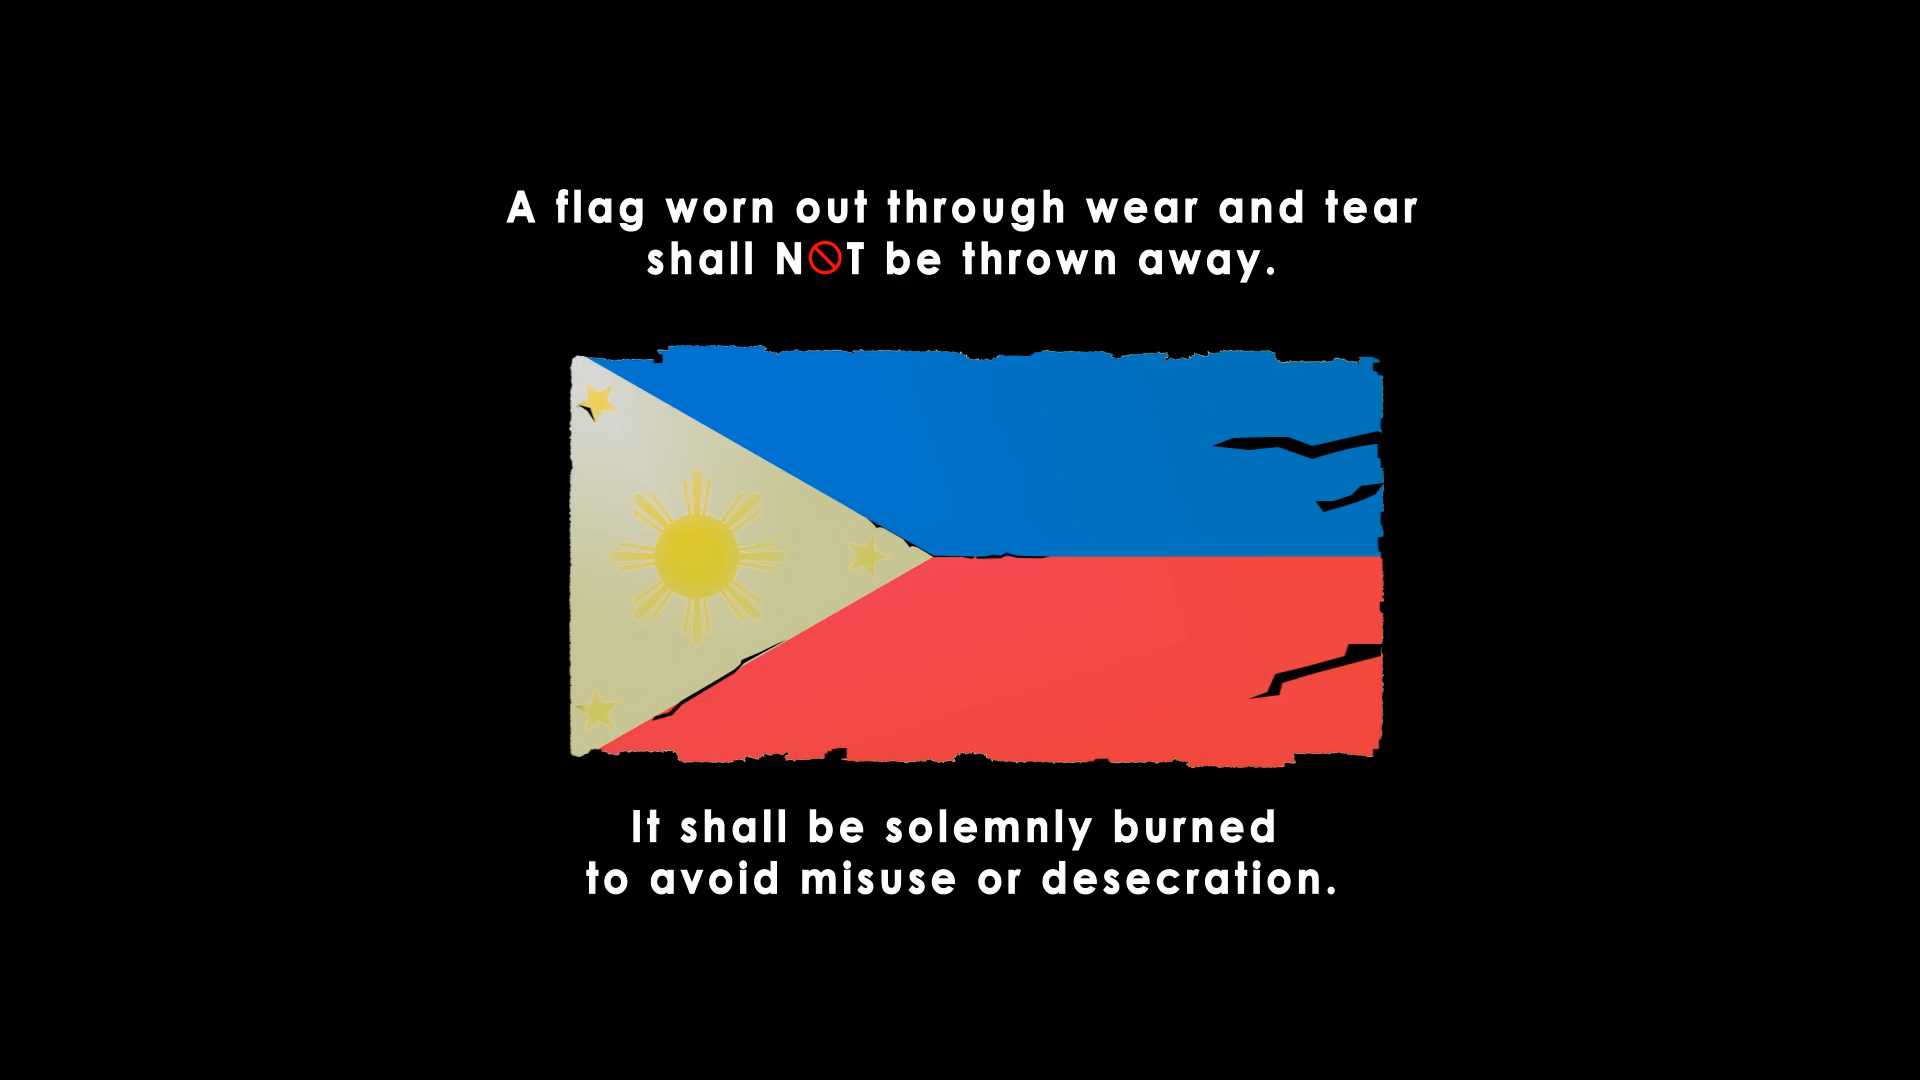 A flag worn out through wear and tear
shall NOT be thrown away.
It shall be solemnly burned
to avoid misuse or desecration.